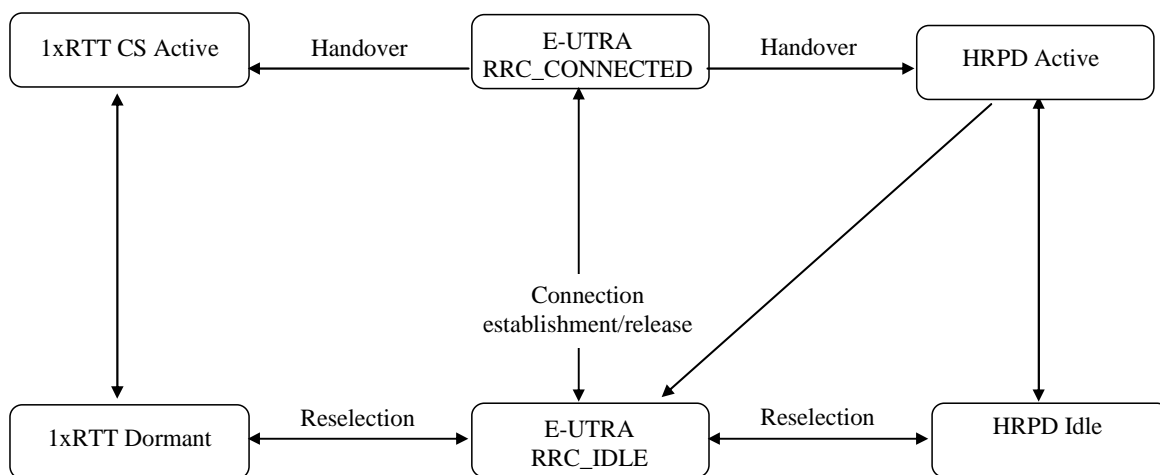 1xRTT CS Active
Handover
E-UTRA
RRC_CONNECTED
Handover
HRPD Active
Connection
establishment/release
1xRTT Dormant
Reselection
E-UTRA
RRC_IDLE
Reselection
HRPD Idle